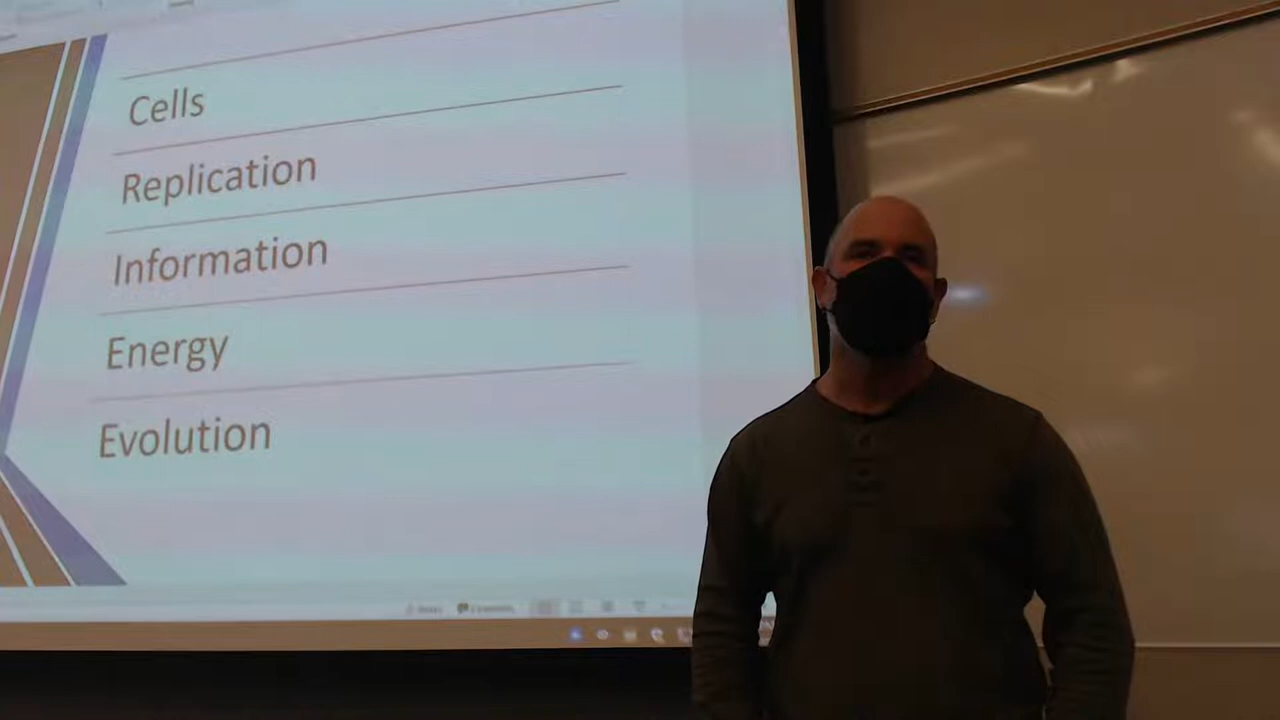 Cells
Replication
Information
Energy
Evolution